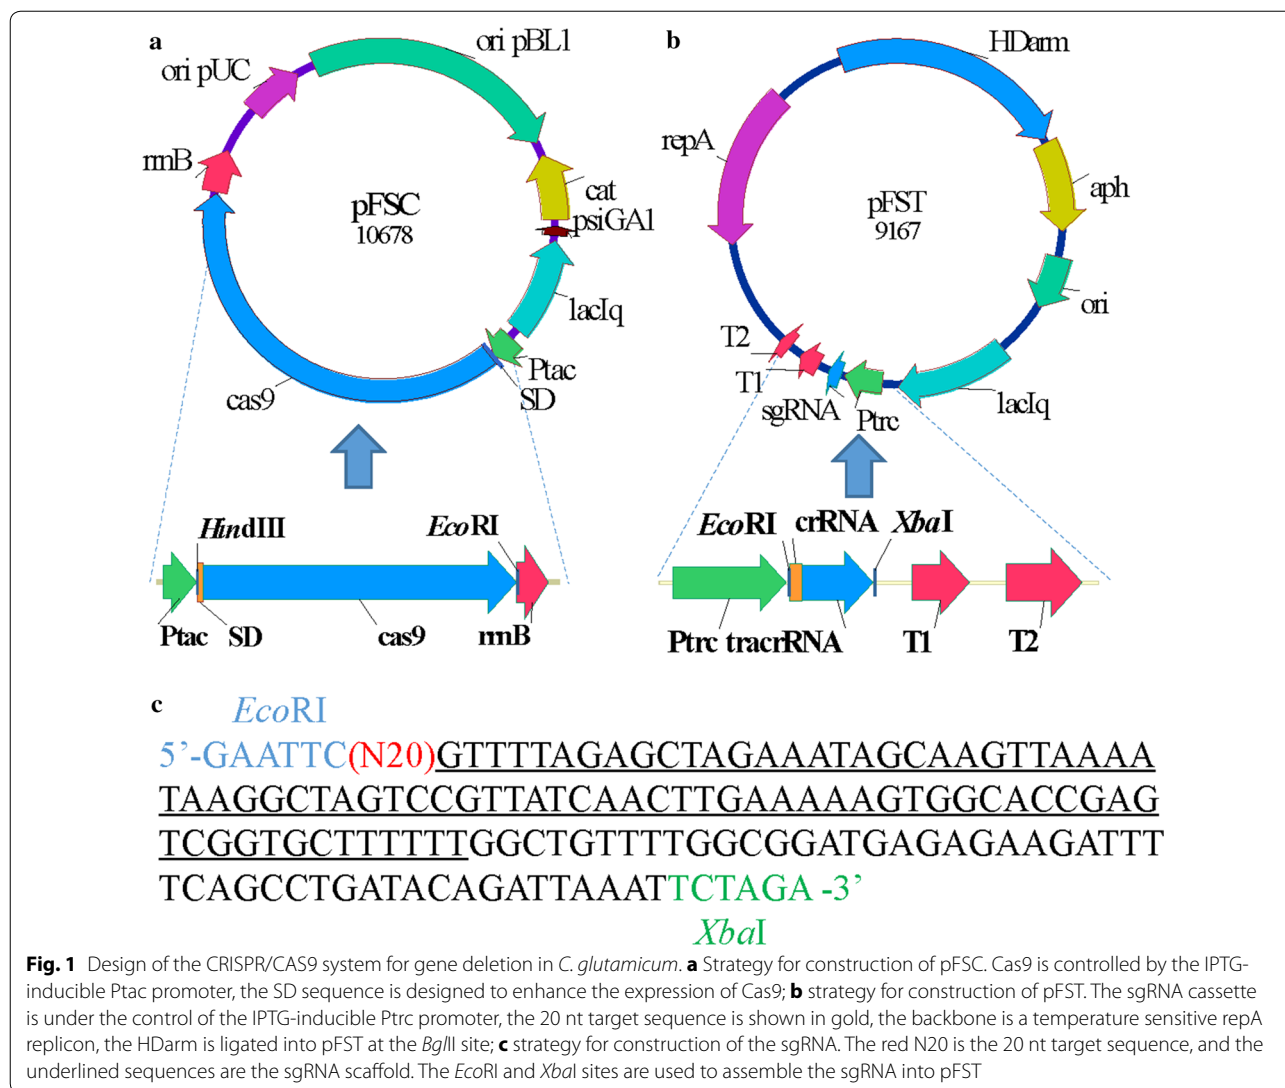 a
ori pBL1
ori pUC
rrnB
cat
psiGA1
pFSC
10678
lacIq
Ptac
SD
cas9
b
HDarm
repA
aph
pFST
9167
ori
T2
T1
sgRNA
Ptrc
lacIq
HindIII
EcoRI
Ptac
SD
cas9
rrnB
EcoRI
crRNA
XbaI
Ptrc
tracrRNA
T1
T2
c
EcoRI
5’-GAATTC(N20)GTTTTAGAGCTAGAAATAGCAAGTTAAAA
TAAGGCTAGTCCGTTATCAACTTGAAAAAGTGGCACCGAG
TCGGTGCTTTTTTGGCTGTTTTGGCGGATGAGAGAAGATTT
TCAGCCTGATACAGATTAAATTCTAGA -3’
XbaI
Fig. 1 Design of the CRISPR/CAS9 system for gene deletion in C. glutamicum. a Strategy for construction of pFSC. Cas9 is controlled by the IPTG-
inducible Ptac promoter, the SD sequence is designed to enhance the expression of Cas9; b strategy for construction of pFST. The sgRNA cassette
is under the control of the IPTG-inducible Ptrc promoter, the 20 nt target sequence is shown in gold, the backbone is a temperature sensitive repA
replicon, the HDarm is ligated into pFST at the BglII site; c strategy for construction of the sgRNA. The red N20 is the 20 nt target sequence, and the
underlined sequences are the sgRNA scaffold. The EcoRI and XbaI sites are used to assemble the sgRNA into pFST